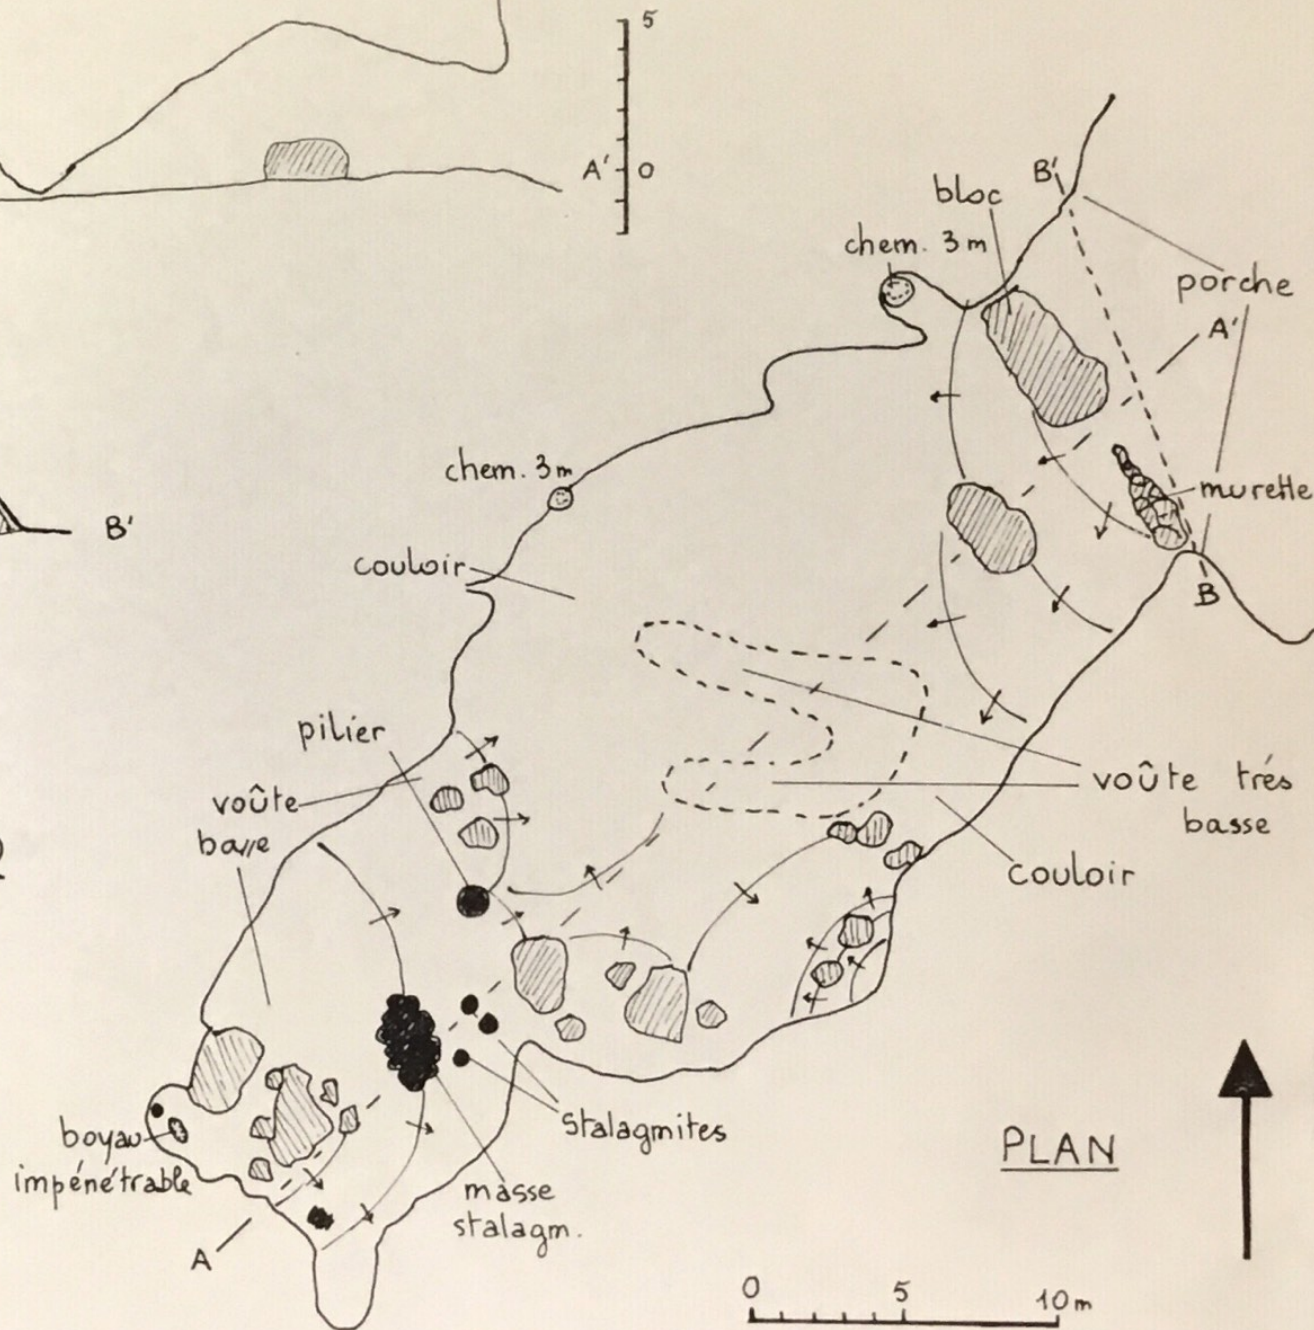 5
A'
0
B'
bloc
chem. 3m
porche
A'
chem. 3m
murette
B'
couloir
B
pilier
voûte
basse
voûte trés
basse
couloir
boyau
impénétrable
Stalagmites
PLAN
masse
stalagm.
A
0 5 10m